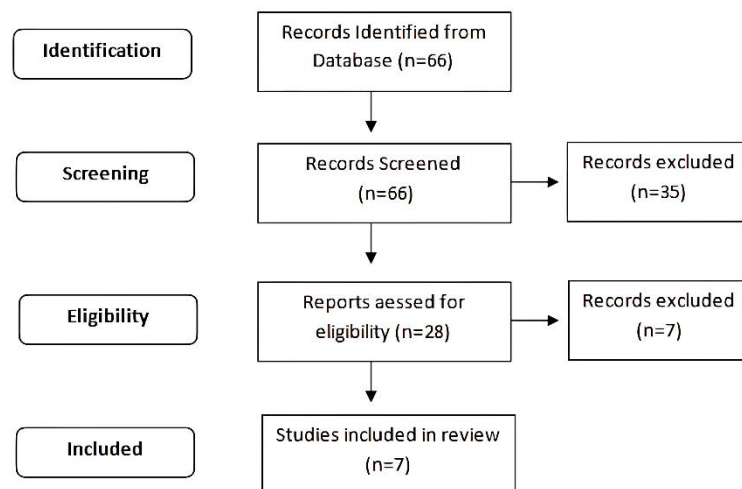 Identification
Records Identified from
Database (n=66)
Screening
Records Screened
(n=66)
Records excluded
(n=35)
Eligibility
Reports aessed for
eligibility (n=28)
Records excluded
(n=7)
Included
Studies included in review
(n=7)